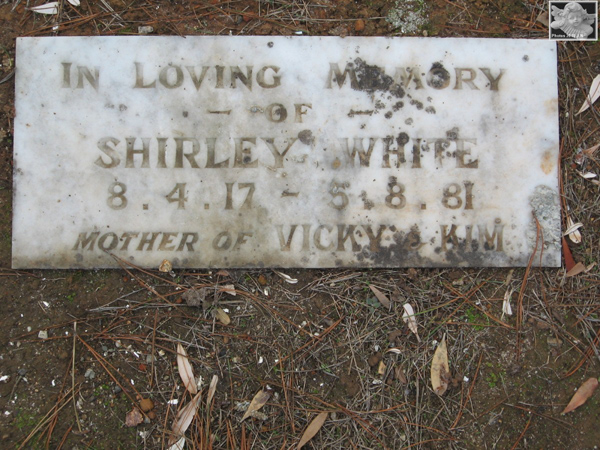 In Loving Memory
— OF —
SHIRLEY WHITE
8.4.17 – 5.8.81
MOTHER OF VICKY & KIM